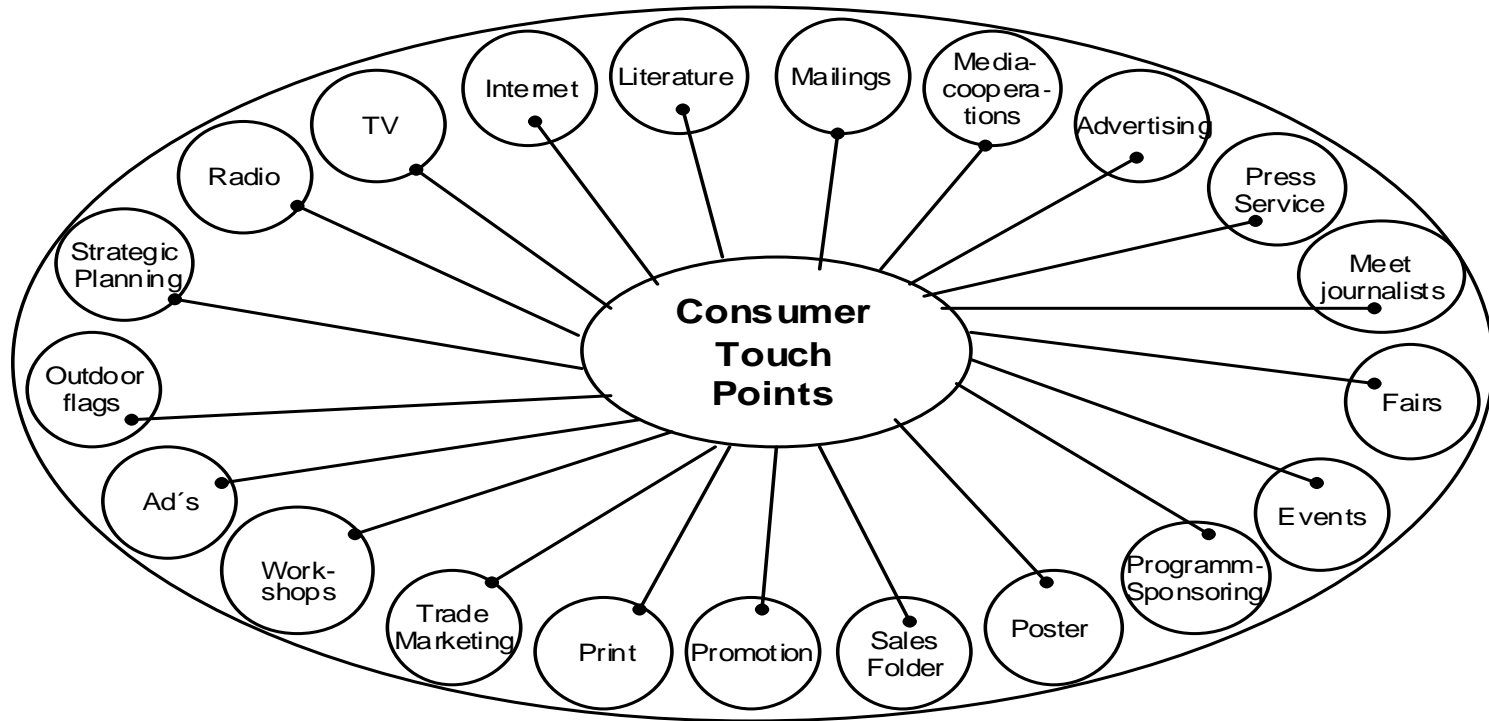 Internet
Literature
Mailings
Media-
coopera-
tions
TV
Advertising
Radio
Press
Service
Strategic
Planning
Meet
journalists
Consumer
Touch
Points
Outdoor
flags
Fairs
Ad´s
Events
Work-
shops
Programm-
Sponsoring
Trade
Marketing
Print
Promotion
Sales
Folder
Poster